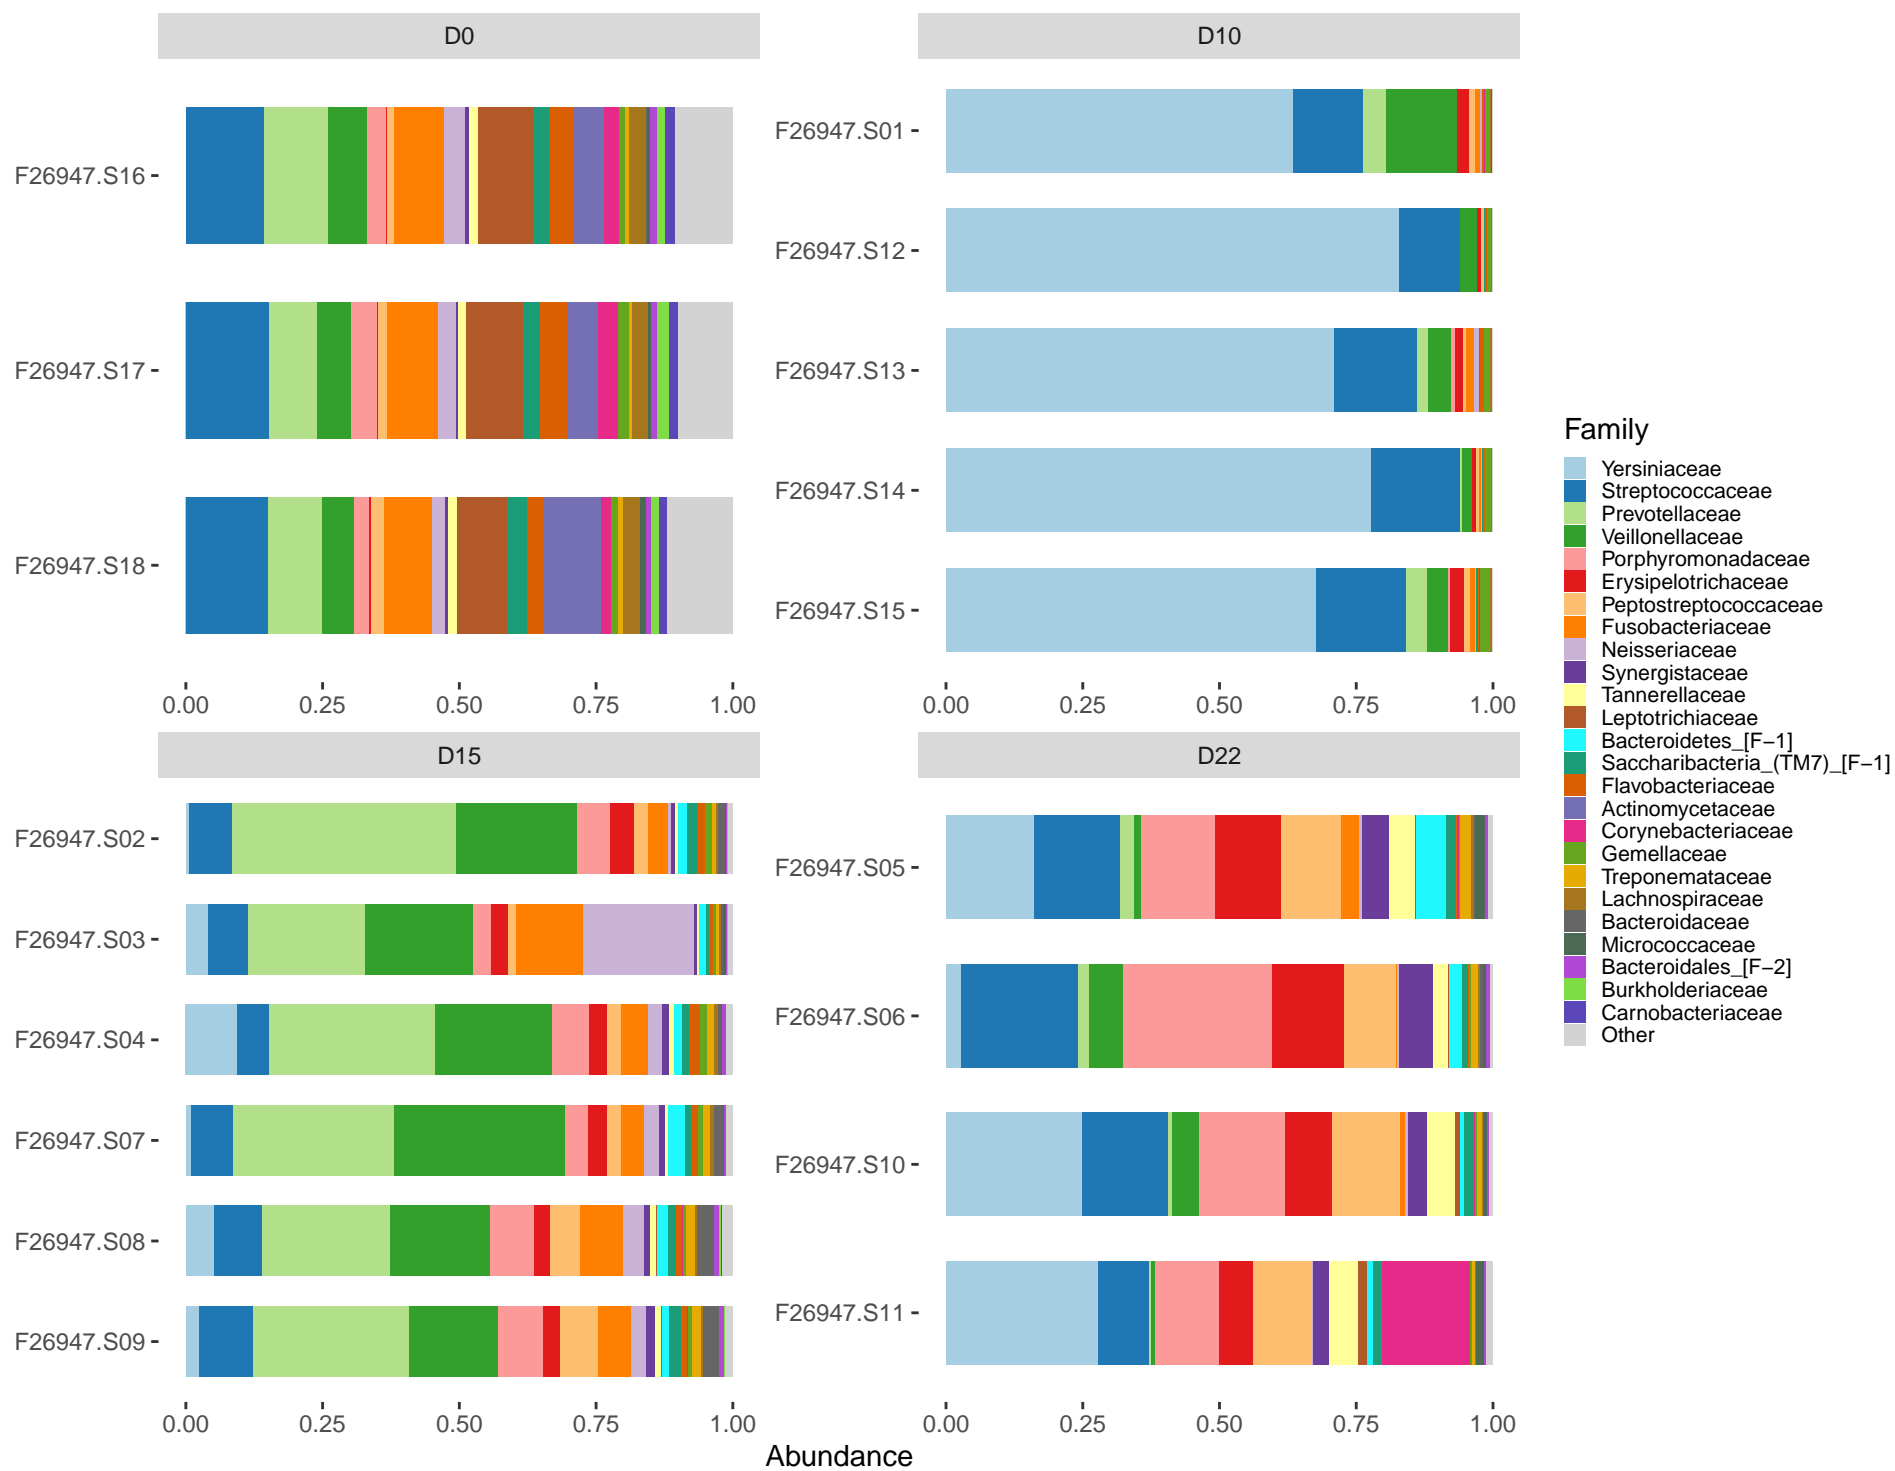 D0
F26947.S16
F26947.S17
F26947.S18
0.00 0.25 0.50 0.75 1.00
D10
F26947.S01
F26947.S12
F26947.S13
F26947.S14
F26947.S15
0.00 0.25 0.50 0.75 1.00
D15
F26947.S02
F26947.S03
F26947.S04
F26947.S07
F26947.S08
F26947.S09
0.00 0.25 0.50 0.75 1.00
D22
F26947.S05
F26947.S06
F26947.S10
F26947.S11
0.00 0.25 0.50 0.75 1.00
Abundance
Family
Yersiniaceae
Streptococcaceae
Prevotellaceae
Veillonellaceae
Porphyromonadaceae
Erysipelotrichaceae
Peptostreptococcaceae
Fusobacteriaceae
Neisseriaceae
Synergistaceae
Tannerellaceae
Leptotrichiaceae
Bacteroidetes_[F−1]
Saccharibacteria_(TM7)_[F−1]
Flavobacteriaceae
Actinomycetaceae
Corynebacteriaceae
Gemellaceae
Treponemataceae
Lachnospiraceae
Bacteroidaceae
Micrococcaceae
Bacteroidales_[F−2]
Burkholderiaceae
Carnobacteriaceae
Other